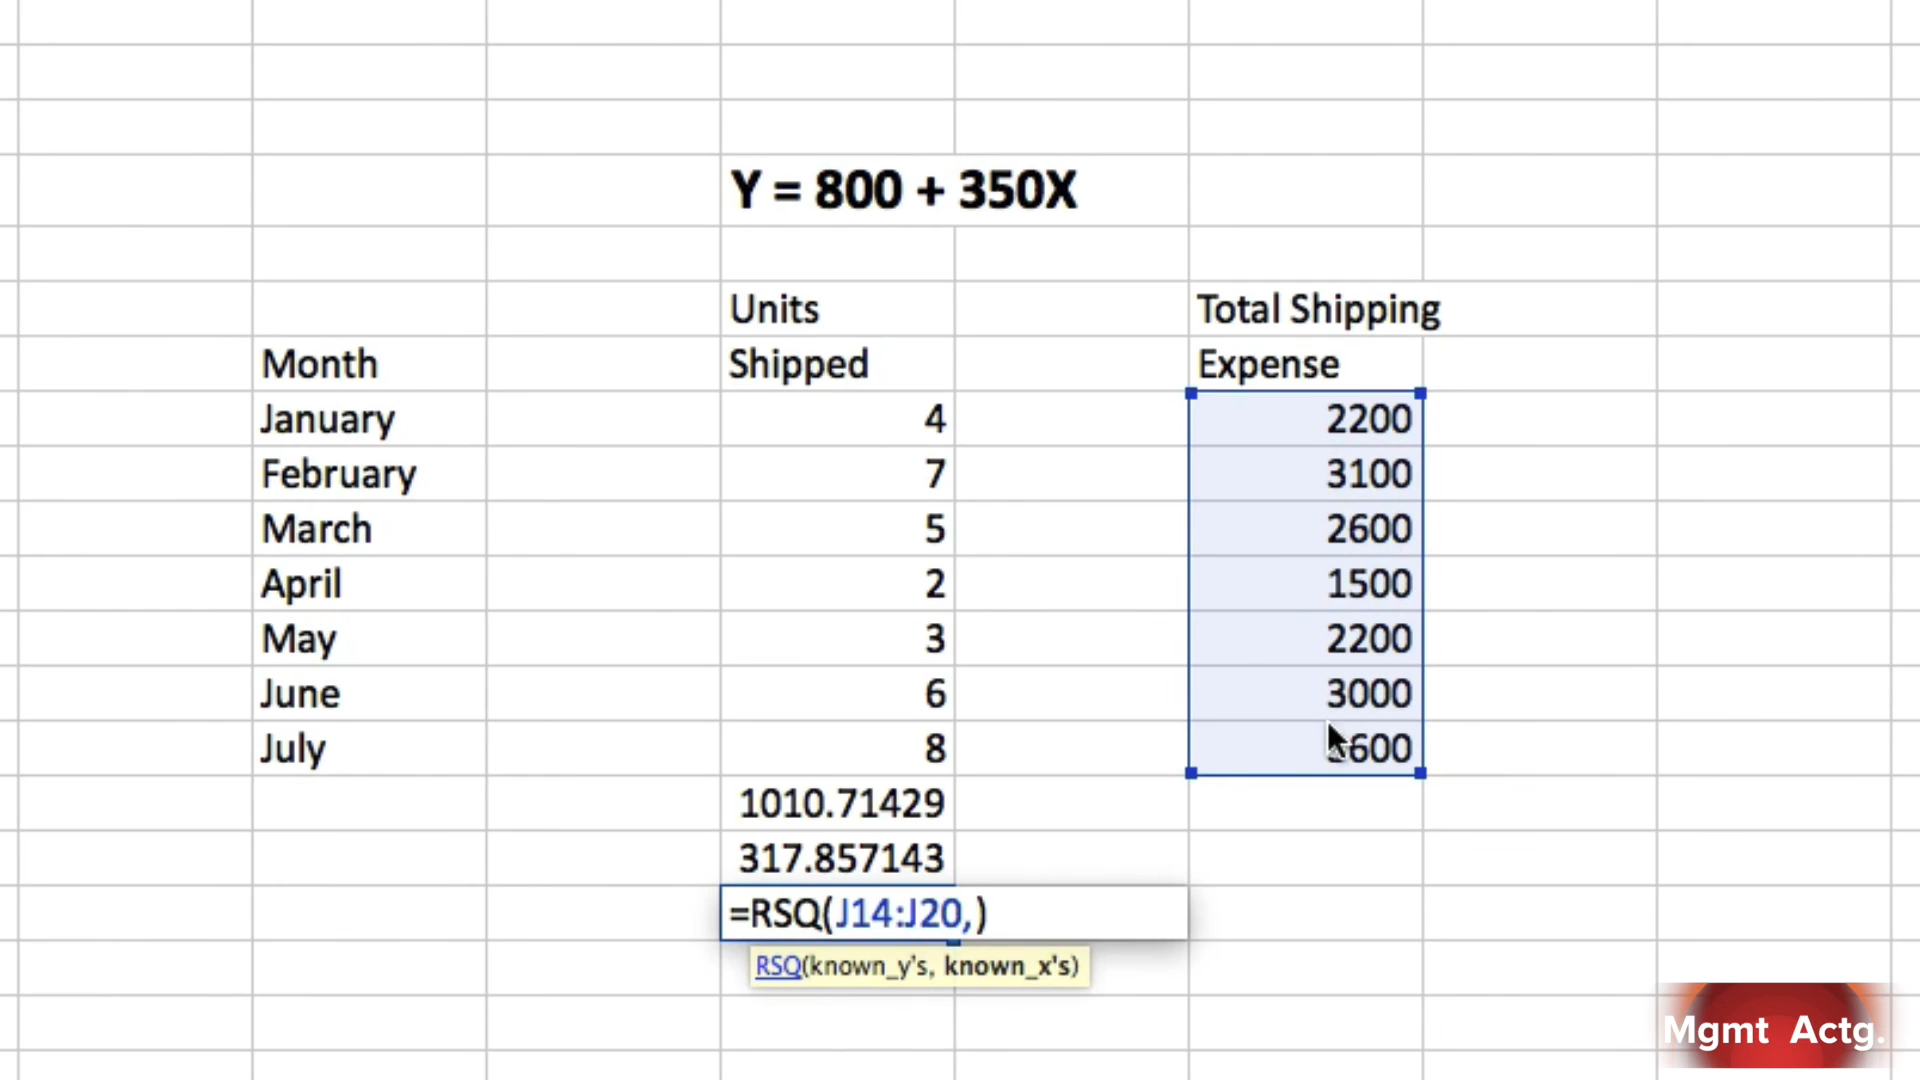 Y = 800 + 350X
Units Total Shipping
Month Shipped Expense
January 4 2200
February 7 3100
March 5 2600
April 2 1500
May 3 2200
June 6 3000
July 8
1010.71429
317.857143
=RSQ(J14:J20,)
RSQ(known_y's, known_x's)
Mgmt Actg.